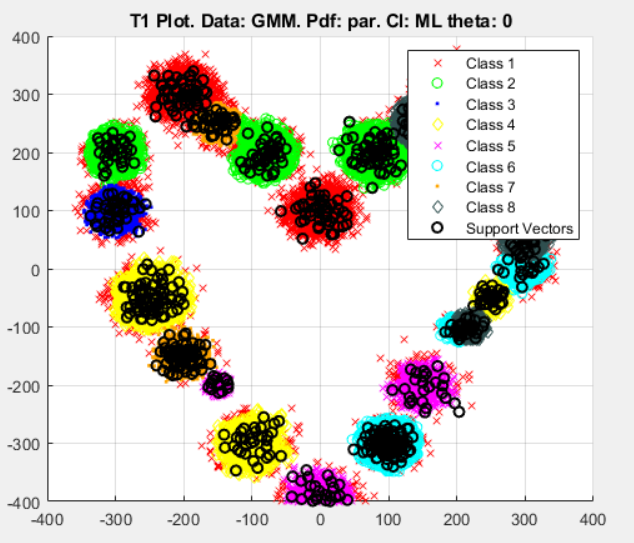 T1 Plot. Data: GMM. Pdf: par. Cl: ML theta: 0
400
300
200
100
0
-100
-200
-300
-400
-400
-300
-200
-100
0
100
200
300
400
Class 1
Class 2
Class 3
Class 4
Class 5
Class 6
Class 7
Class 8
Support Vectors